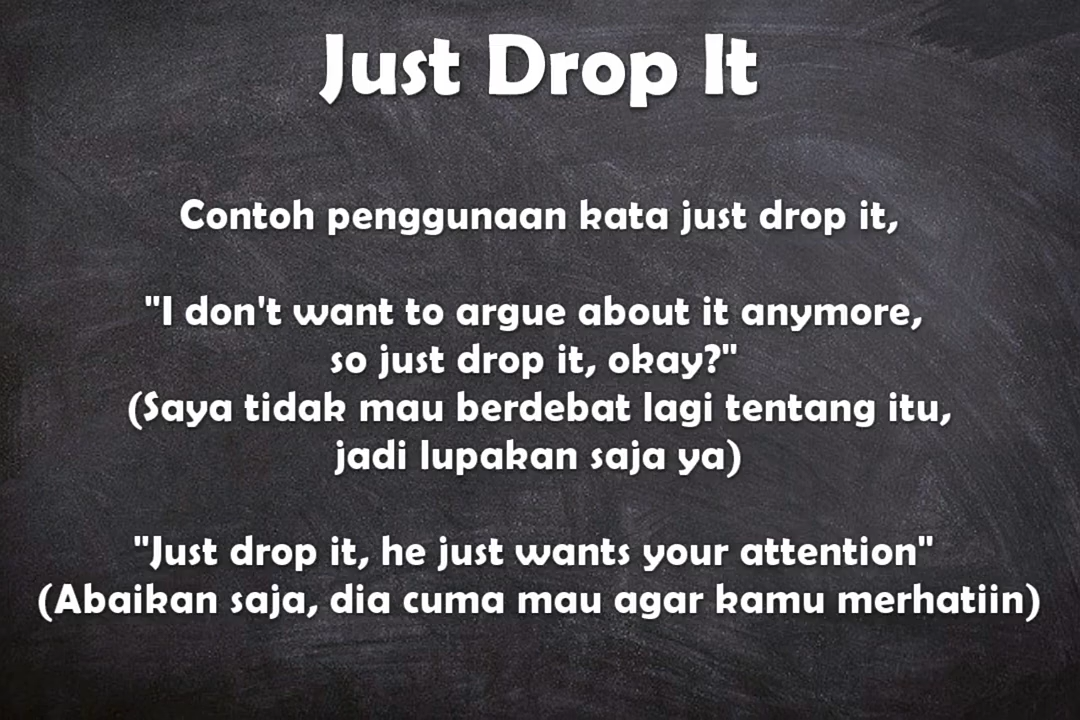 Just Drop It
Contoh penggunaan kata just drop it,
"I don't want to argue about it anymore,
so just drop it, okay?"
(Saya tidak mau berdebat lagi tentang itu,
jadi lupakan saja ya)
"Just drop it, he just wants your attention"
(Abaikan saja, dia cuma mau agar kamu merhatiin)